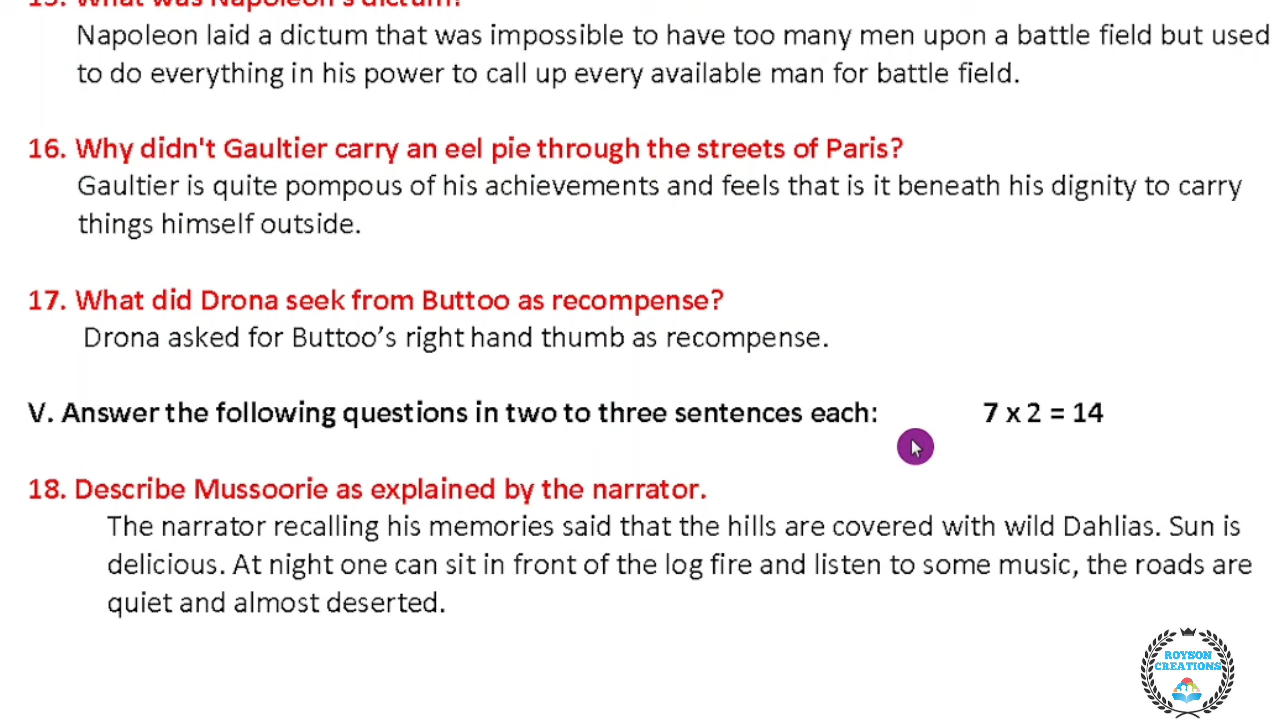 15. What was Napoleon's dictum?
Napoleon laid a dictum that was impossible to have too many men upon a battle field but used
to do everything in his power to call up every available man for battle field.
16. Why didn't Gaultier carry an eel pie through the streets of Paris?
Gaultier is quite pompous of his achievements and feels that is it beneath his dignity to carry
things himself outside.
17. What did Drona seek from Buttoo as recompense?
Drona asked for Buttoo’s right hand thumb as recompense.
V. Answer the following questions in two to three sentences each: 7 x 2 = 14
18. Describe Mussoorie as explained by the narrator.
The narrator recalling his memories said that the hills are covered with wild Dahlias. Sun is
delicious. At night one can sit in front of the log fire and listen to some music, the roads are
quiet and almost deserted.
ROYSON
CREATIONS